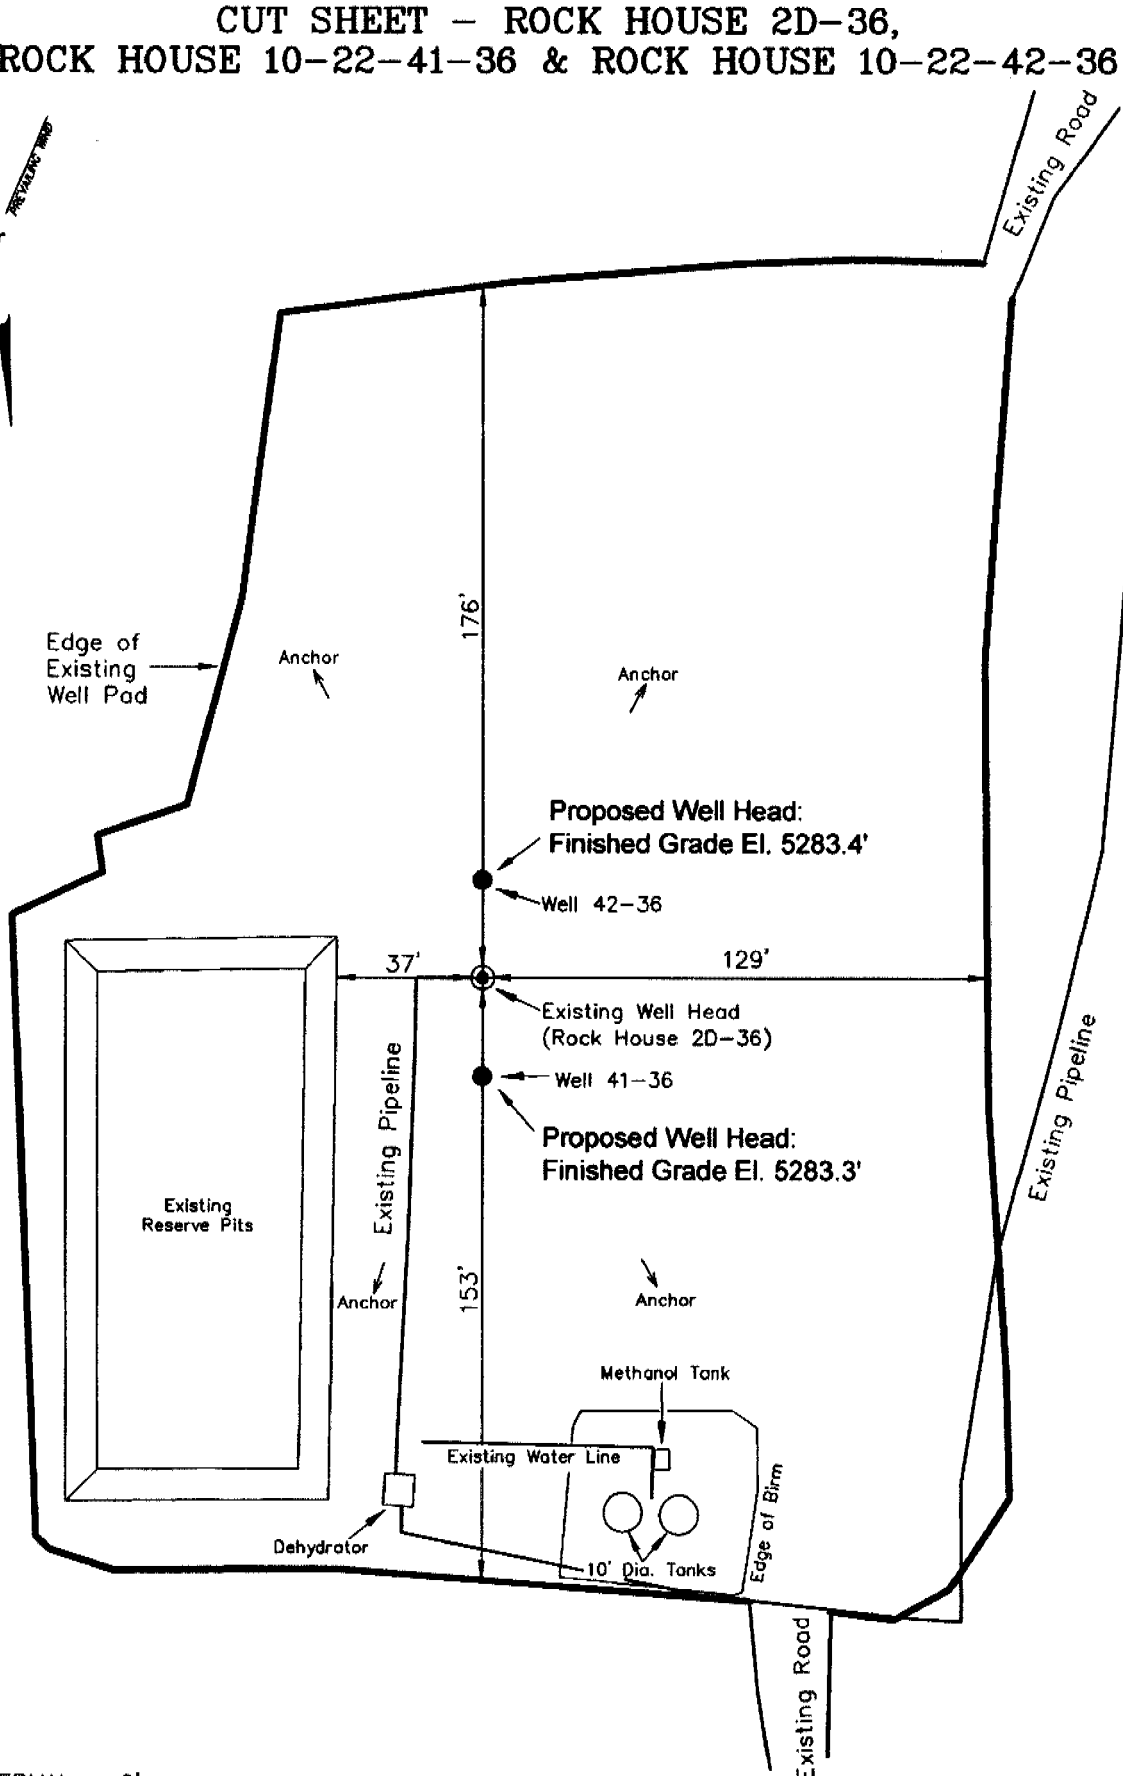 CUT SHEET - ROCK HOUSE 2D-36,
ROCK HOUSE 10-22-41-36 & ROCK HOUSE 10-22-42-36
PREVAILING WIND
Existing Road
176'
Edge of
Existing
Well Pad
Anchor
Anchor
Proposed Well Head:
Finished Grade El. 5283.4'
Well 42-36
37'
129'
Existing Well Head
(Rock House 2D-36)
Well 41-36
Existing Pipeline
Existing Pipeline
Proposed Well Head:
Finished Grade El. 5283.3'
Existing
Reserve Pits
153'
Anchor
Anchor
Methanol Tank
Existing Water Line
Edge of Birm
Dehydrator
10' Dia. Tanks
Existing Road